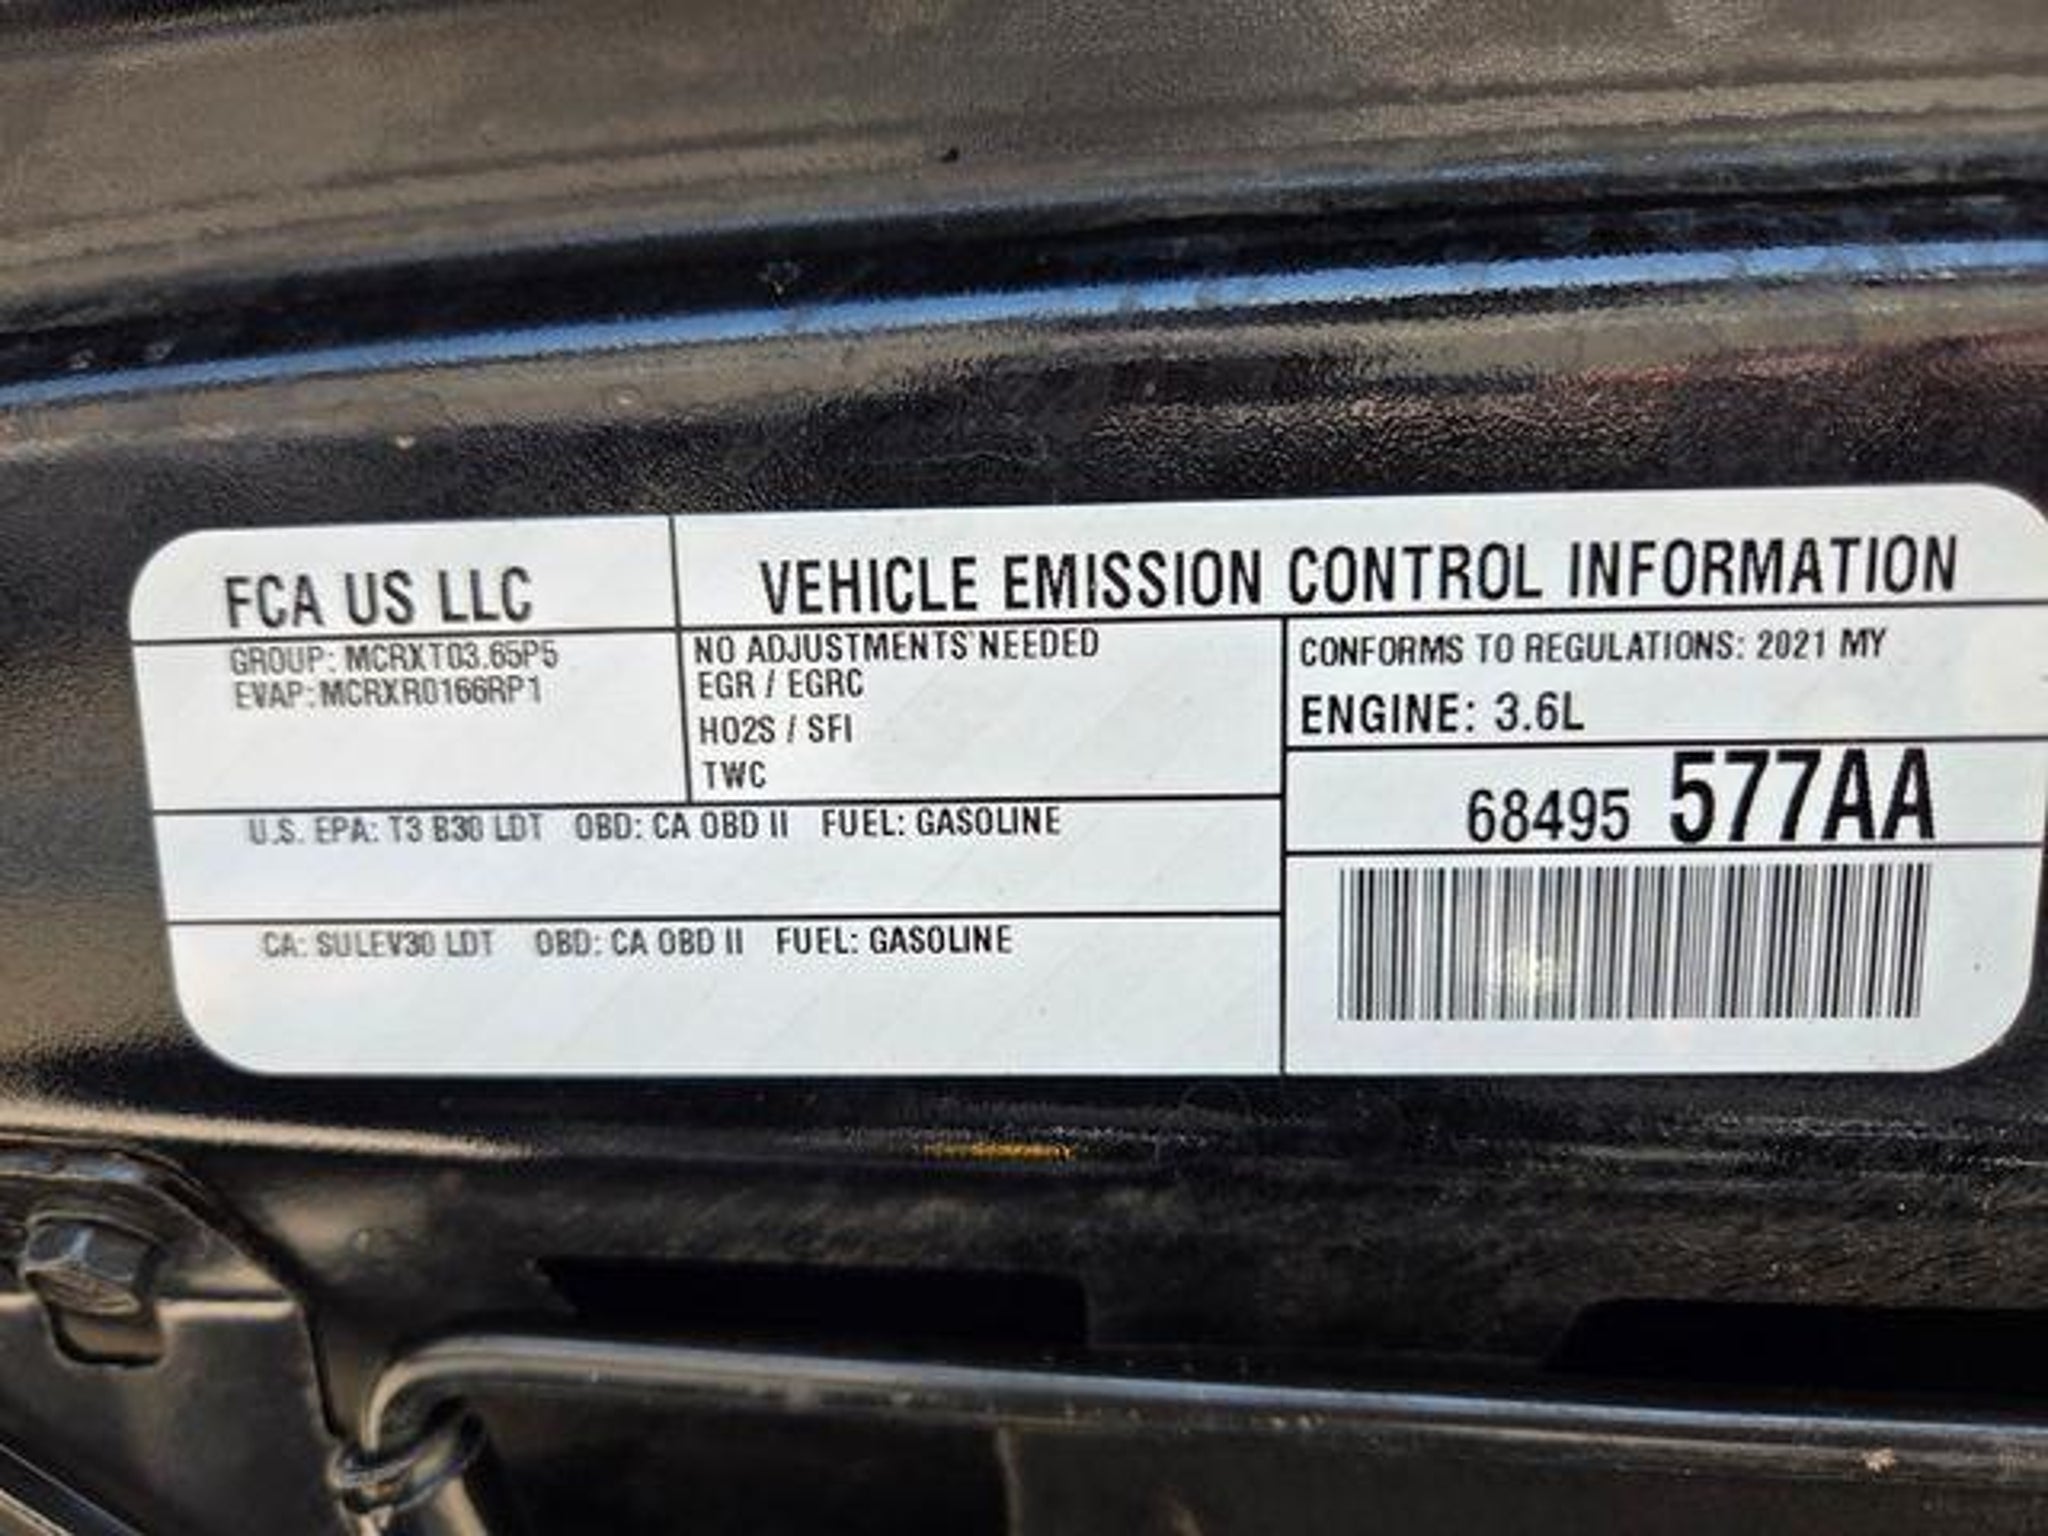 FCA US LLC
VEHICLE EMISSION CONTROL INFORMATION
GROUP: MCRXT03.65P5
EVAP: MCRXR0166RP1
NO ADJUSTMENTS NEEDED
EGR / EGRC
HO2S / SFI
TWC
CONFORMS TO REGULATIONS: 2021 MY
ENGINE: 3.6L
68495 577AA
U.S. EPA: T3 B30 LDT OBD: CA OBD II FUEL: GASOLINE
CA: SULEV30 LDT OBD: CA OBD II FUEL: GASOLINE